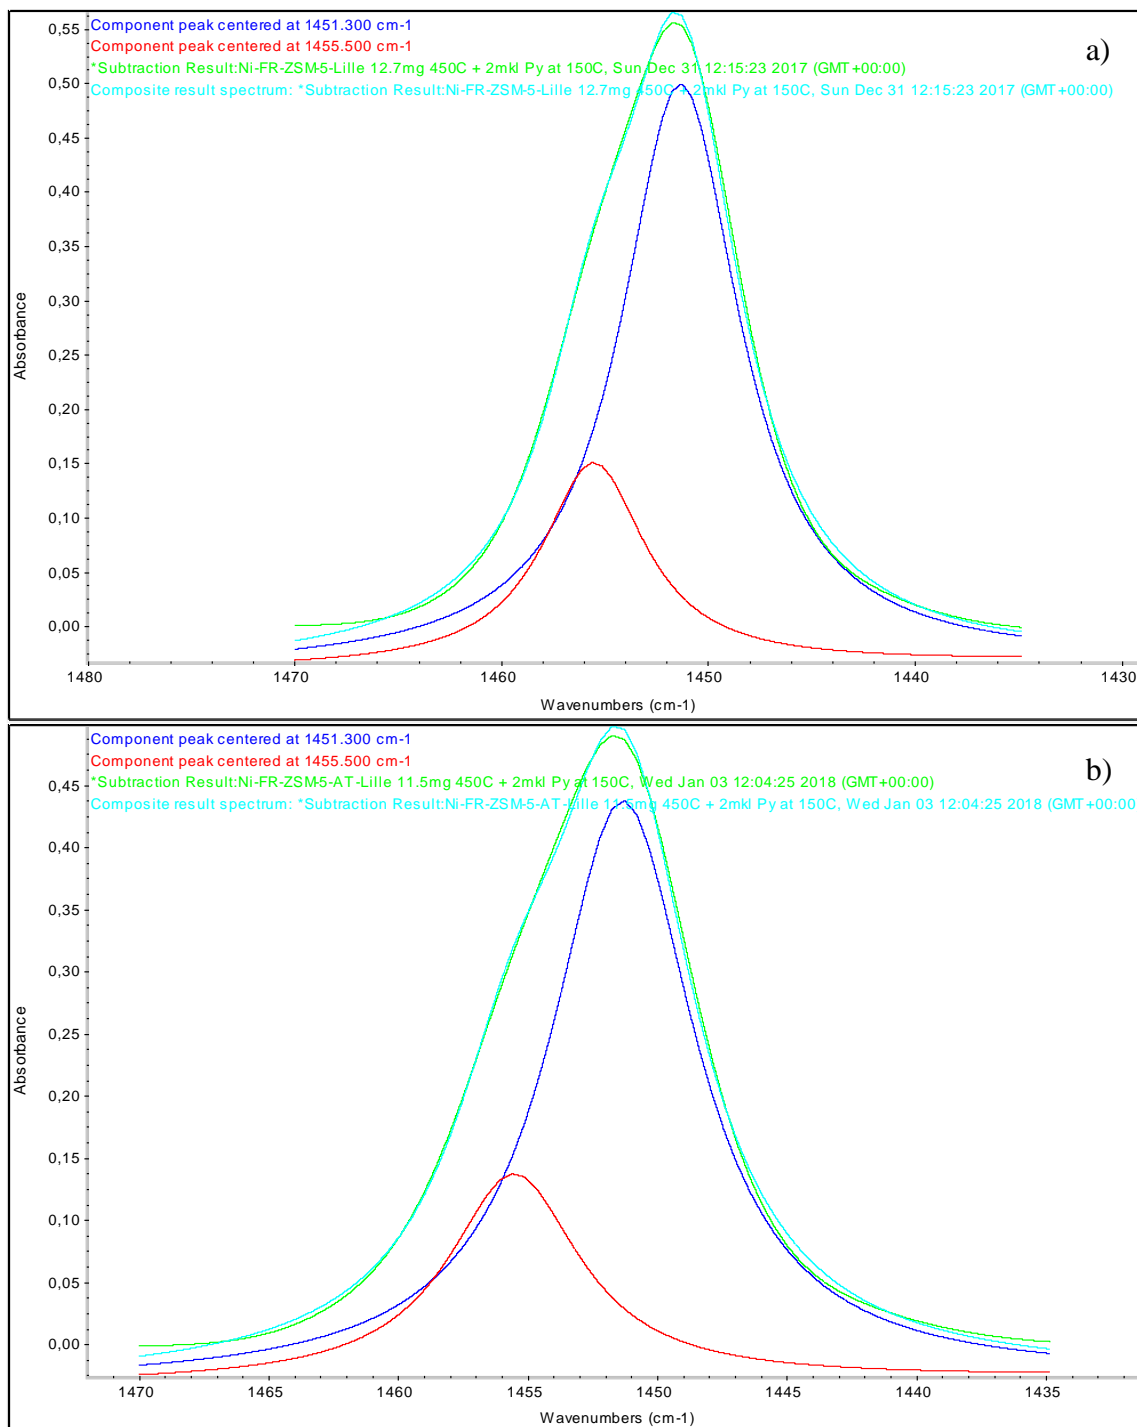 Component peak centered at 1451.300 cm-1
Component peak centered at 1455.500 cm-1
*Subtraction Result:Ni-FR-ZSM-5-Lille 12.7mg 450C + 2mkl Py at 150C, Sun Dec 31 12:15:23 2017 (GMT+00:00)
Composite result spectrum: *Subtraction Result:Ni-FR-ZSM-5-Lille 12.7mg 450C + 2mkl Py at 150C, Sun Dec 31 12:15:23 2017 (GMT+00:00)
a)
0,55
0,50
0,45
0,40
0,35
0,30
0,25
0,20
0,15
0,10
0,05
0,00
Absorbance
1480 1470 1460 1450 1440 1430
Wavenumbers (cm-1)
Component peak centered at 1451.300 cm-1
Component peak centered at 1455.500 cm-1
*Subtraction Result:Ni-FR-ZSM-5-AT-Lille 11.5mg 450C + 2mkl Py at 150C, Wed Jan 03 12:04:25 2018 (GMT+00:00)
Composite result spectrum: *Subtraction Result:Ni-FR-ZSM-5-AT-Lille 11.5mg 450C + 2mkl Py at 150C, Wed Jan 03 12:04:25 2018 (GMT+00:00
b)
0,45
0,40
0,35
0,30
0,25
0,20
0,15
0,10
0,05
0,00
Absorbance
1470 1465 1460 1455 1450 1445 1440 1435
Wavenumbers (cm-1)